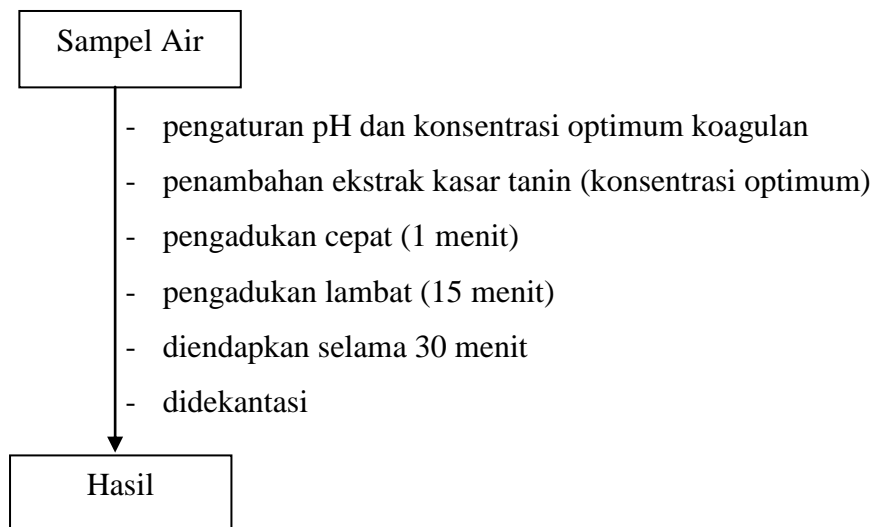 Sampel Air
- pengaturan pH dan konsentrasi optimum koagulan
- penambahan ekstrak kasar tanin (konsentrasi optimum)
- pengadukan cepat (1 menit)
- pengadukan lambat (15 menit)
- diendapkan selama 30 menit
- didekantasi
Hasil